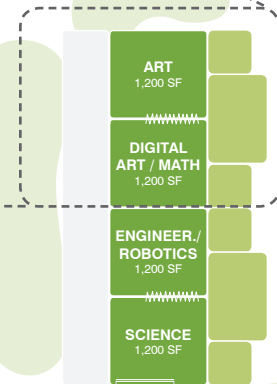 ART
1,200 SF
DIGITAL
ART / MATH
1,200 SF
ENGINEER./
ROBOTICS
1,200 SF
SCIENCE
1,200 SF